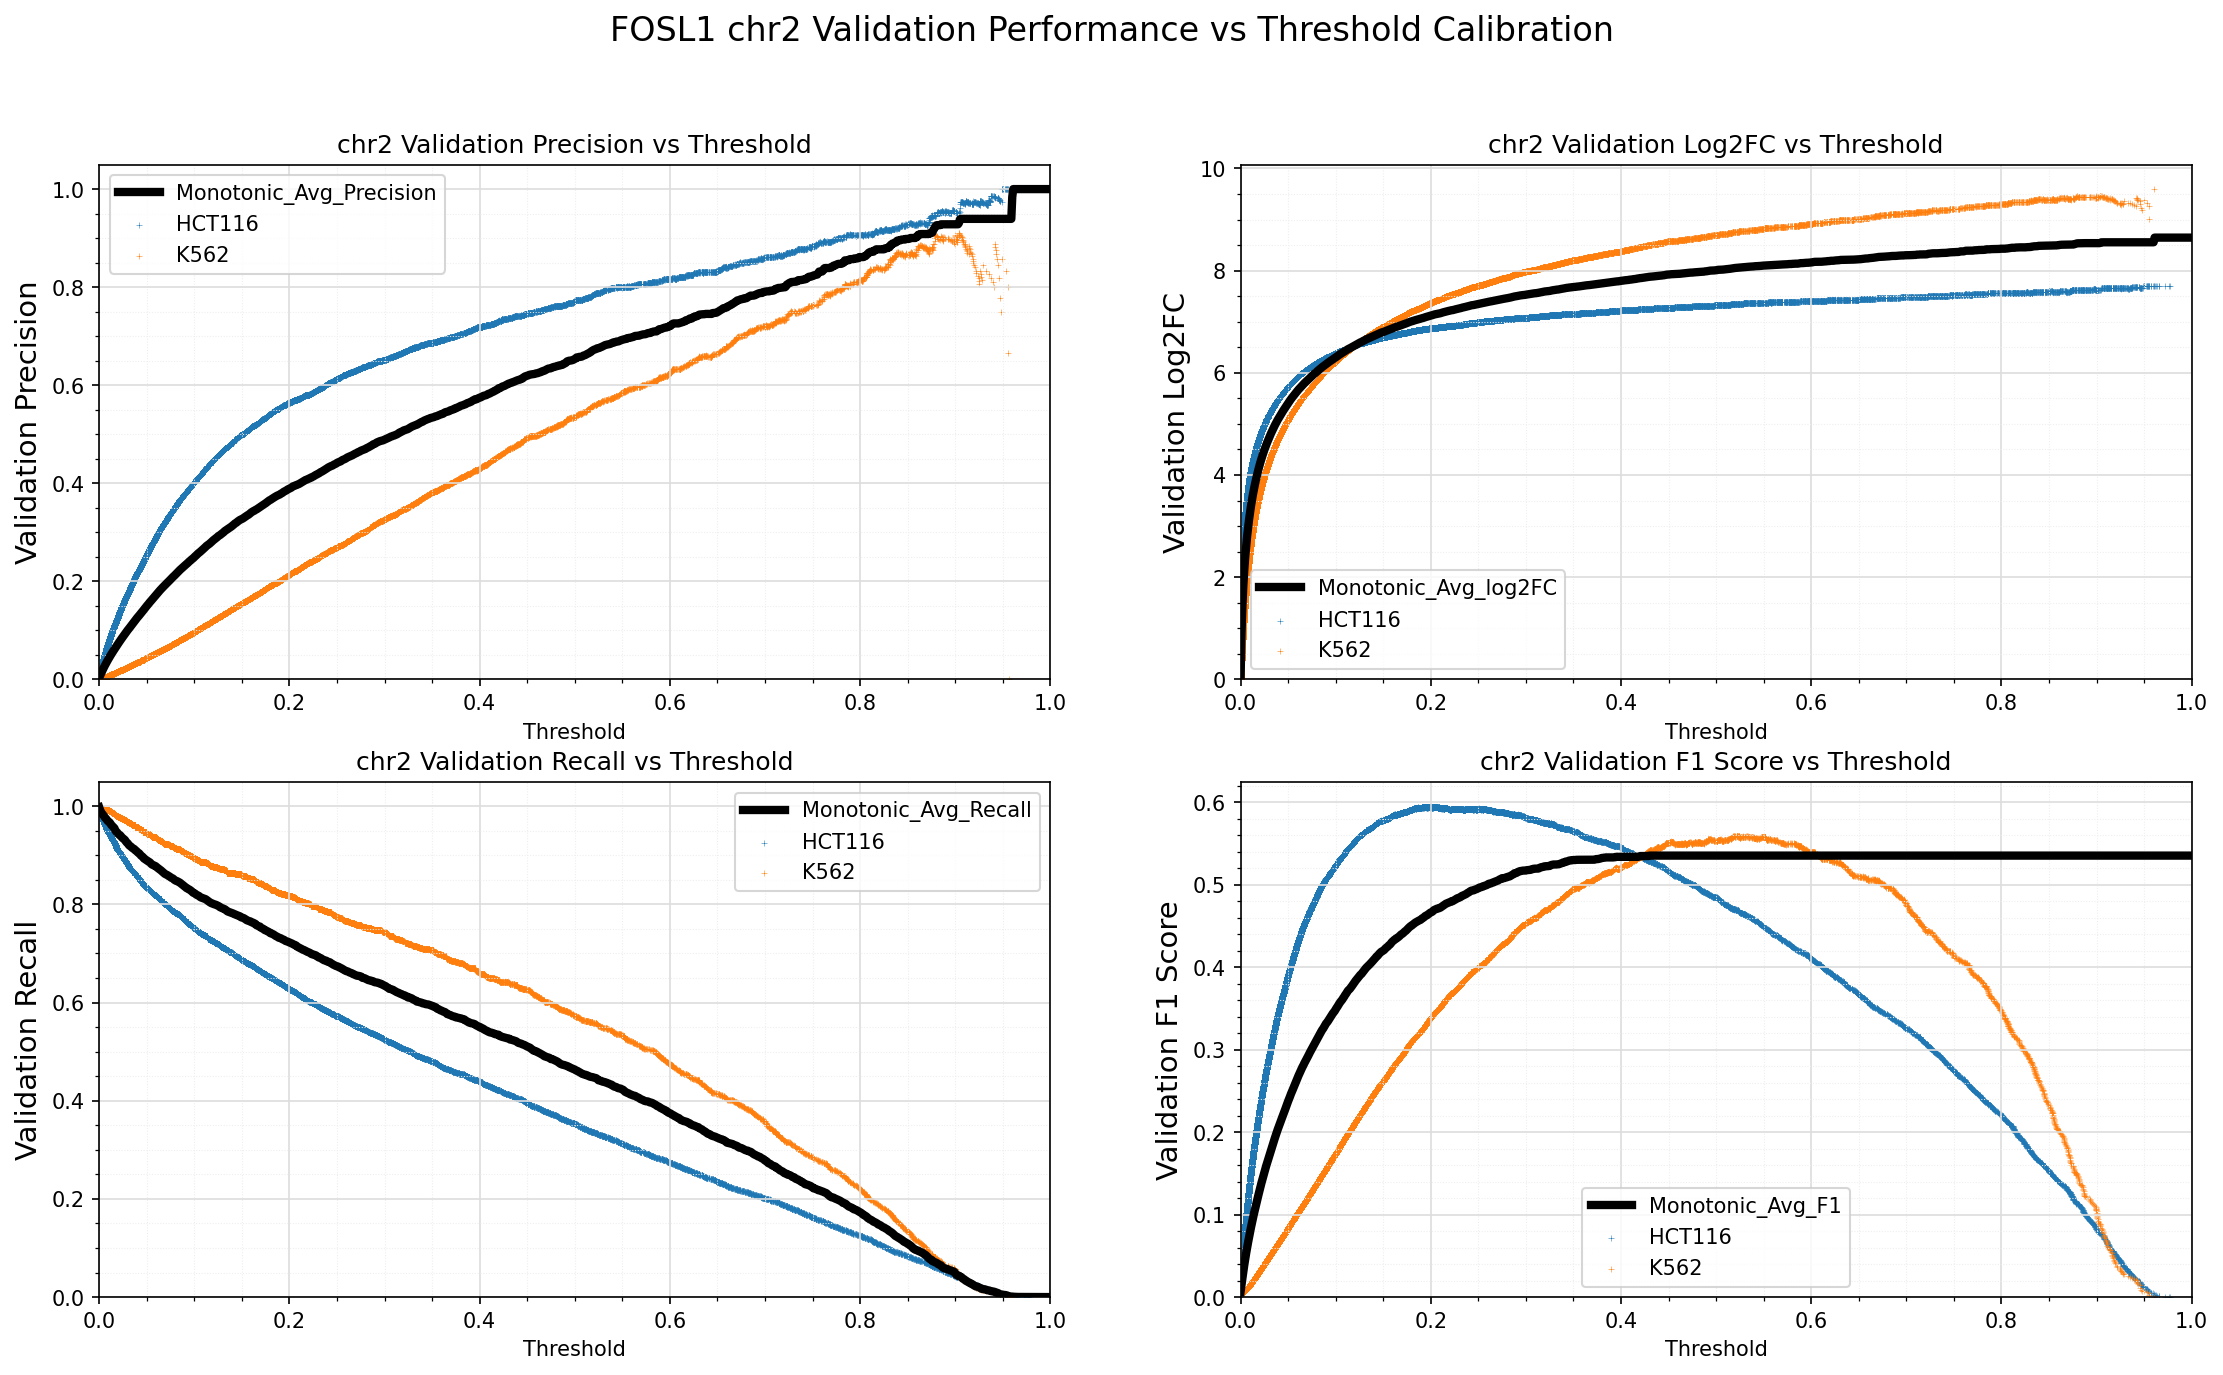 FOSL1 chr2 Validation Performance vs Threshold Calibration
chr2 Validation Precision vs Threshold
Validation Precision
1.0
0.8
0.6
0.4
0.2
0.0
Monotonic_Avg_Precision
HCT116
K562
0.0 0.2 0.4 0.6 0.8 1.0
Threshold
chr2 Validation Log2FC vs Threshold
Validation Log2FC
10
8
6
4
2
0
Monotonic_Avg_log2FC
HCT116
K562
0.0 0.2 0.4 0.6 0.8 1.0
Threshold
chr2 Validation Recall vs Threshold
Validation Recall
1.0
0.8
0.6
0.4
0.2
0.0
Monotonic_Avg_Recall
HCT116
K562
0.0 0.2 0.4 0.6 0.8 1.0
Threshold
chr2 Validation F1 Score vs Threshold
Validation F1 Score
0.6
0.5
0.4
0.3
0.2
0.1
0.0
Monotonic_Avg_F1
HCT116
K562
0.0 0.2 0.4 0.6 0.8 1.0
Threshold